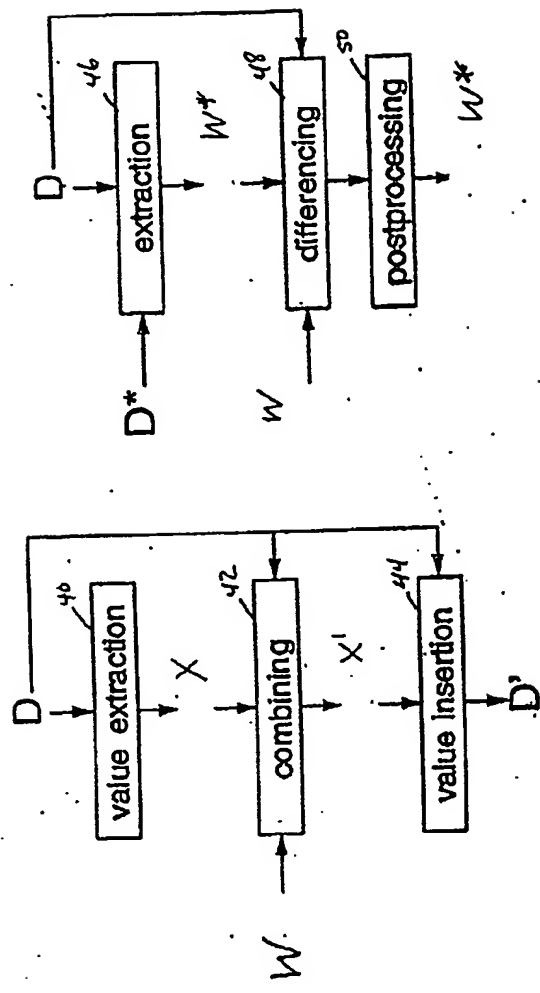 D
40
value extraction
X
42
W
combining
X'
44
value insertion
D'
D
46
D*
extraction
W*
48
W
differencing
50
postprocessing
W*